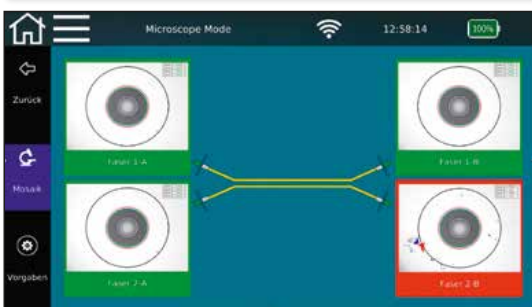 Microscope Mode
12:58:14
100%
Zurück
Mosaik
Vorgaben
Faser 1-A
Faser 1-B
Faser 2-A
Faser 2-B